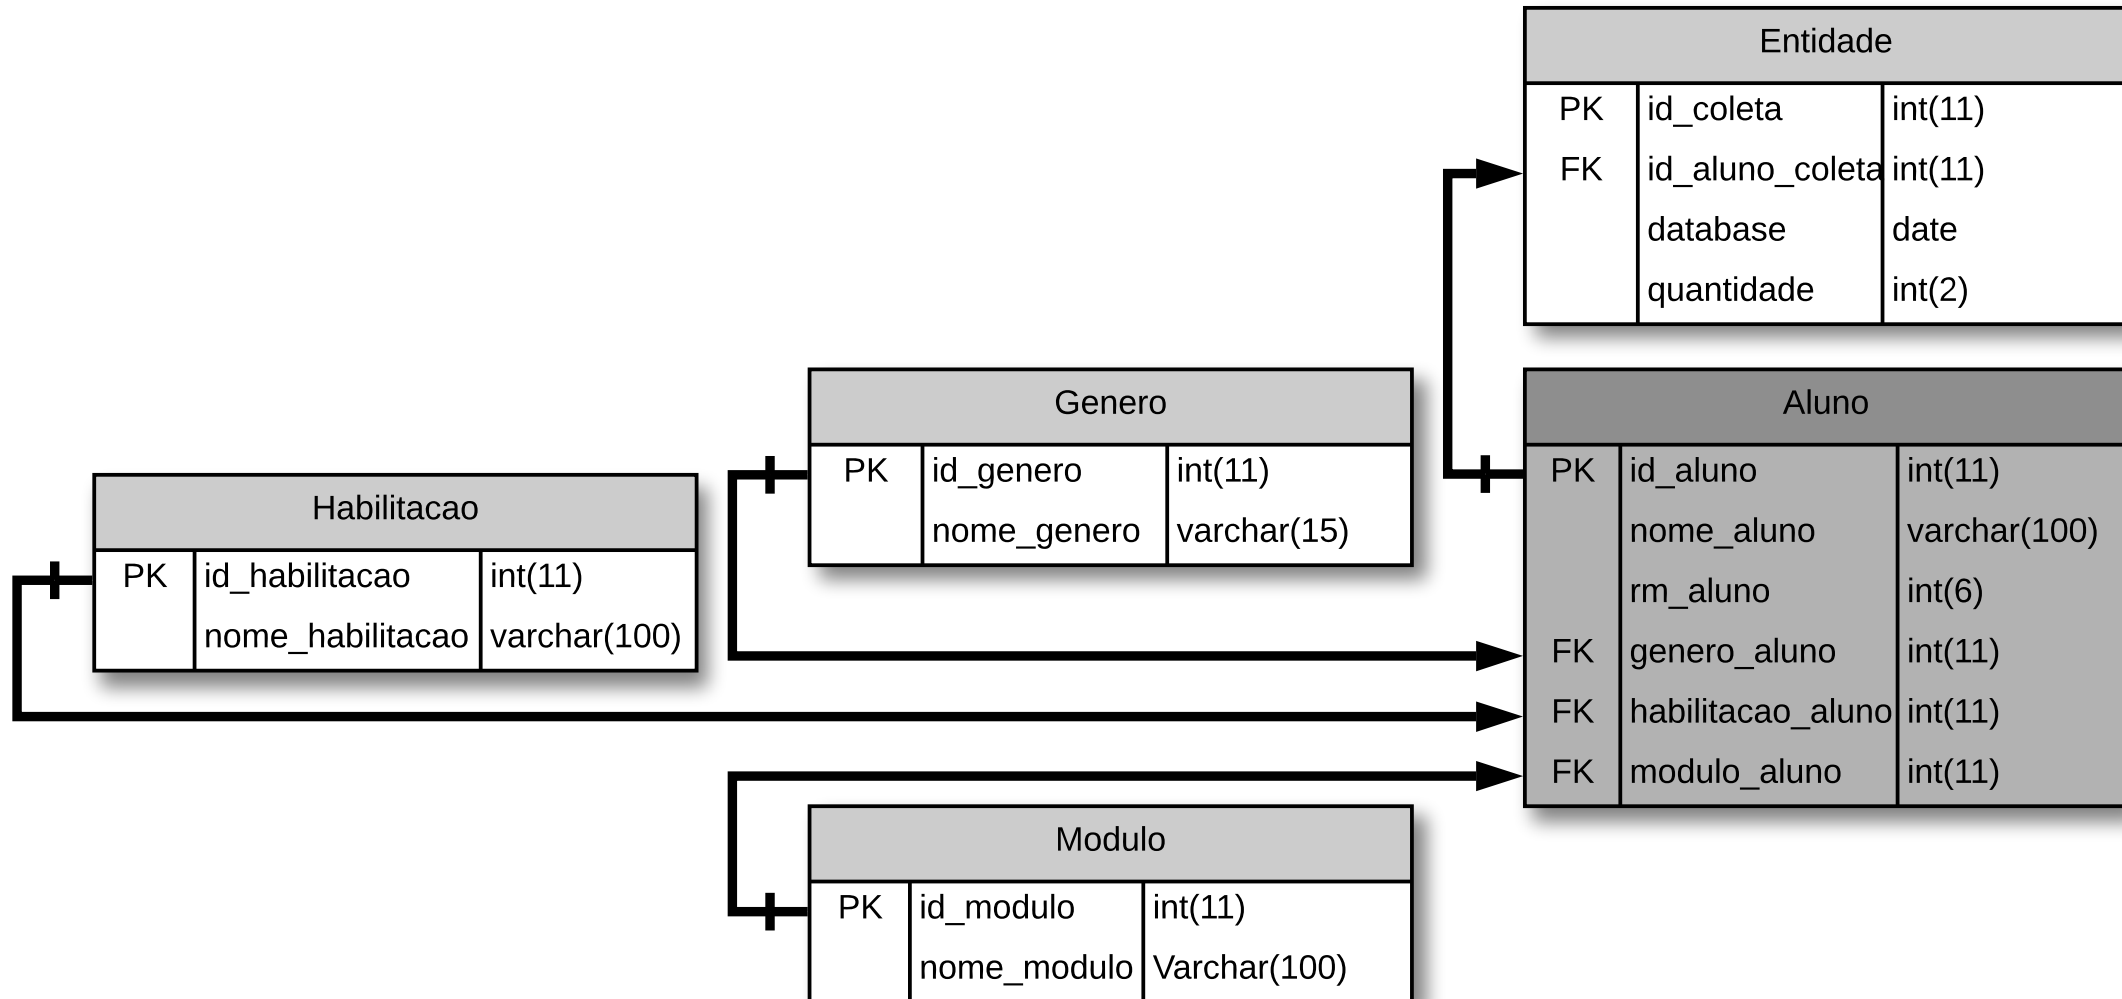 Entidade
PK id_coleta int(11)
FK id_aluno_coleta int(11)
database date
quantidade int(2)
Genero
PK id_genero int(11)
nome_genero varchar(15)
Aluno
PK id_aluno int(11)
nome_aluno varchar(100)
rm_aluno int(6)
FK genero_aluno int(11)
FK habilitacao_aluno int(11)
FK modulo_aluno int(11)
Habilitacao
PK id_habilitacao int(11)
nome_habilitacao varchar(100)
Modulo
PK id_modulo int(11)
nome_modulo Varchar(100)